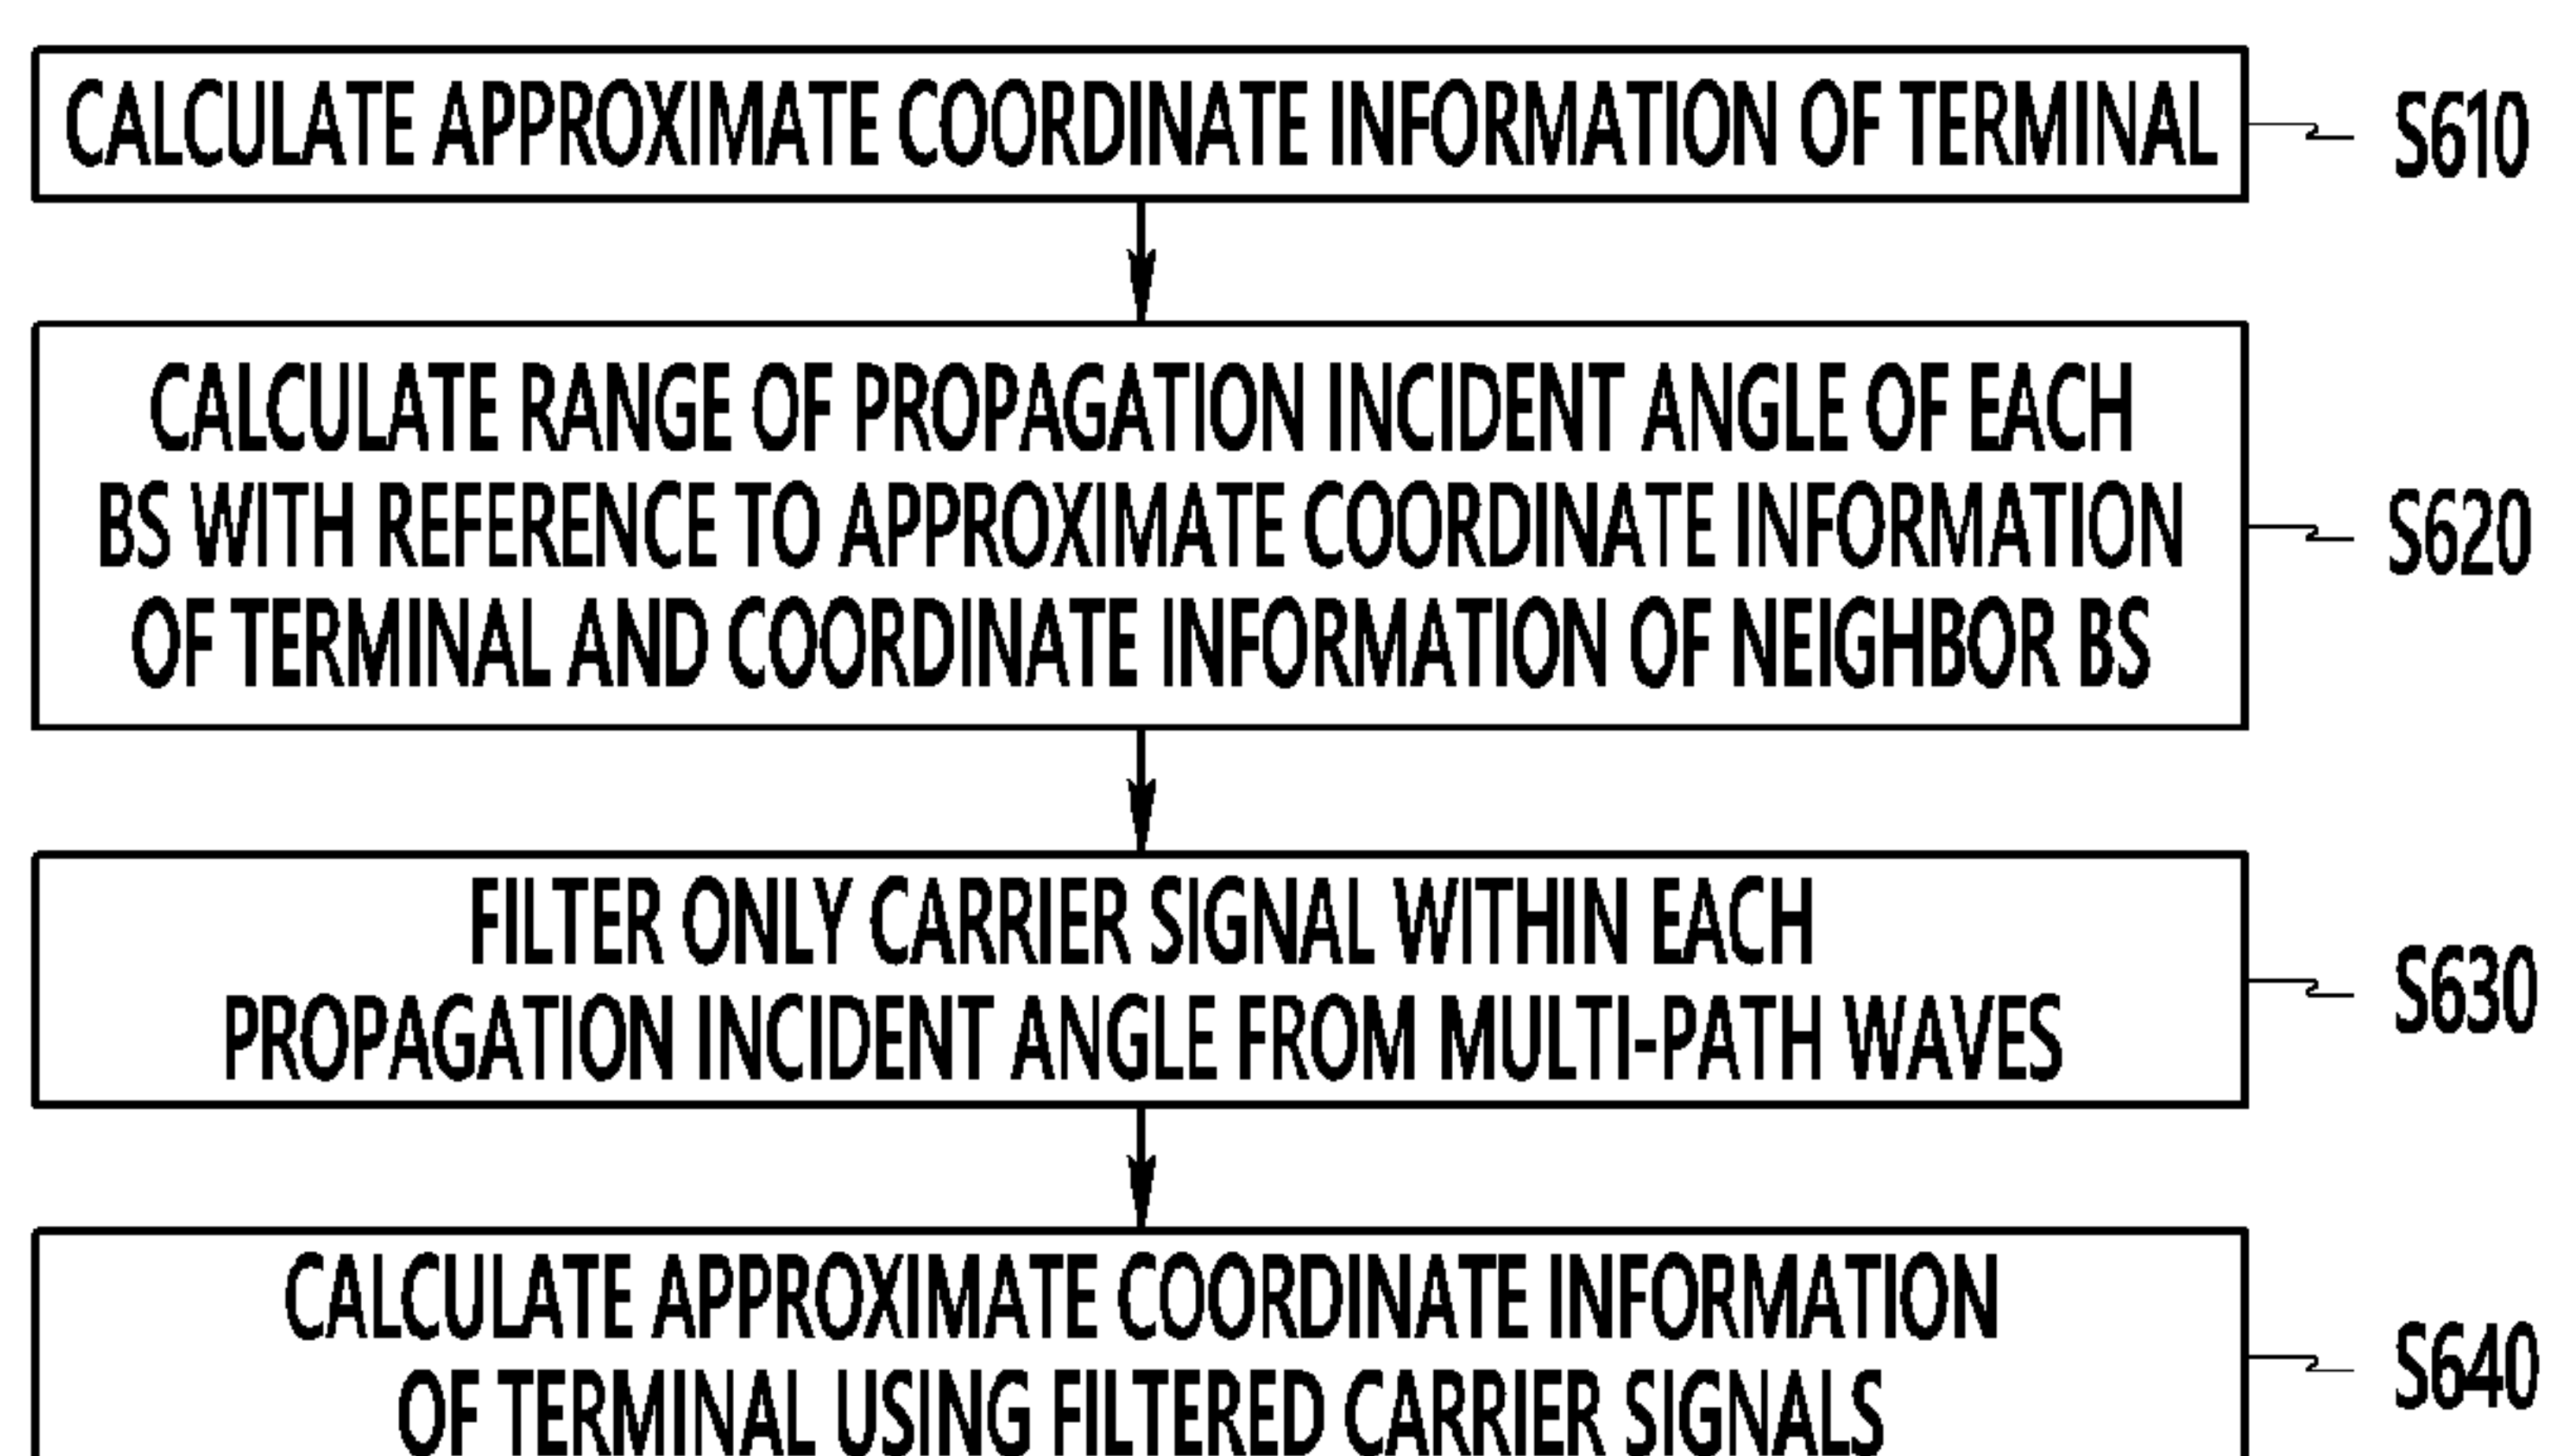 CALCULATE APPROXIMATE COORDINATE INFORMATION OF TERMINAL
S610
CALCULATE RANGE OF PROPAGATION INCIDENT ANGLE OF EACH
BS WITH REFERENCE TO APPROXIMATE COORDINATE INFORMATION
OF TERMINAL AND COORDINATE INFORMATION OF NEIGHBOR BS
S620
FILTER ONLY CARRIER SIGNAL WITHIN EACH
PROPAGATION INCIDENT ANGLE FROM MULTI-PATH WAVES
S630
CALCULATE APPROXIMATE COORDINATE INFORMATION
OF TERMINAL USING FILTERED CARRIER SIGNALS
S640